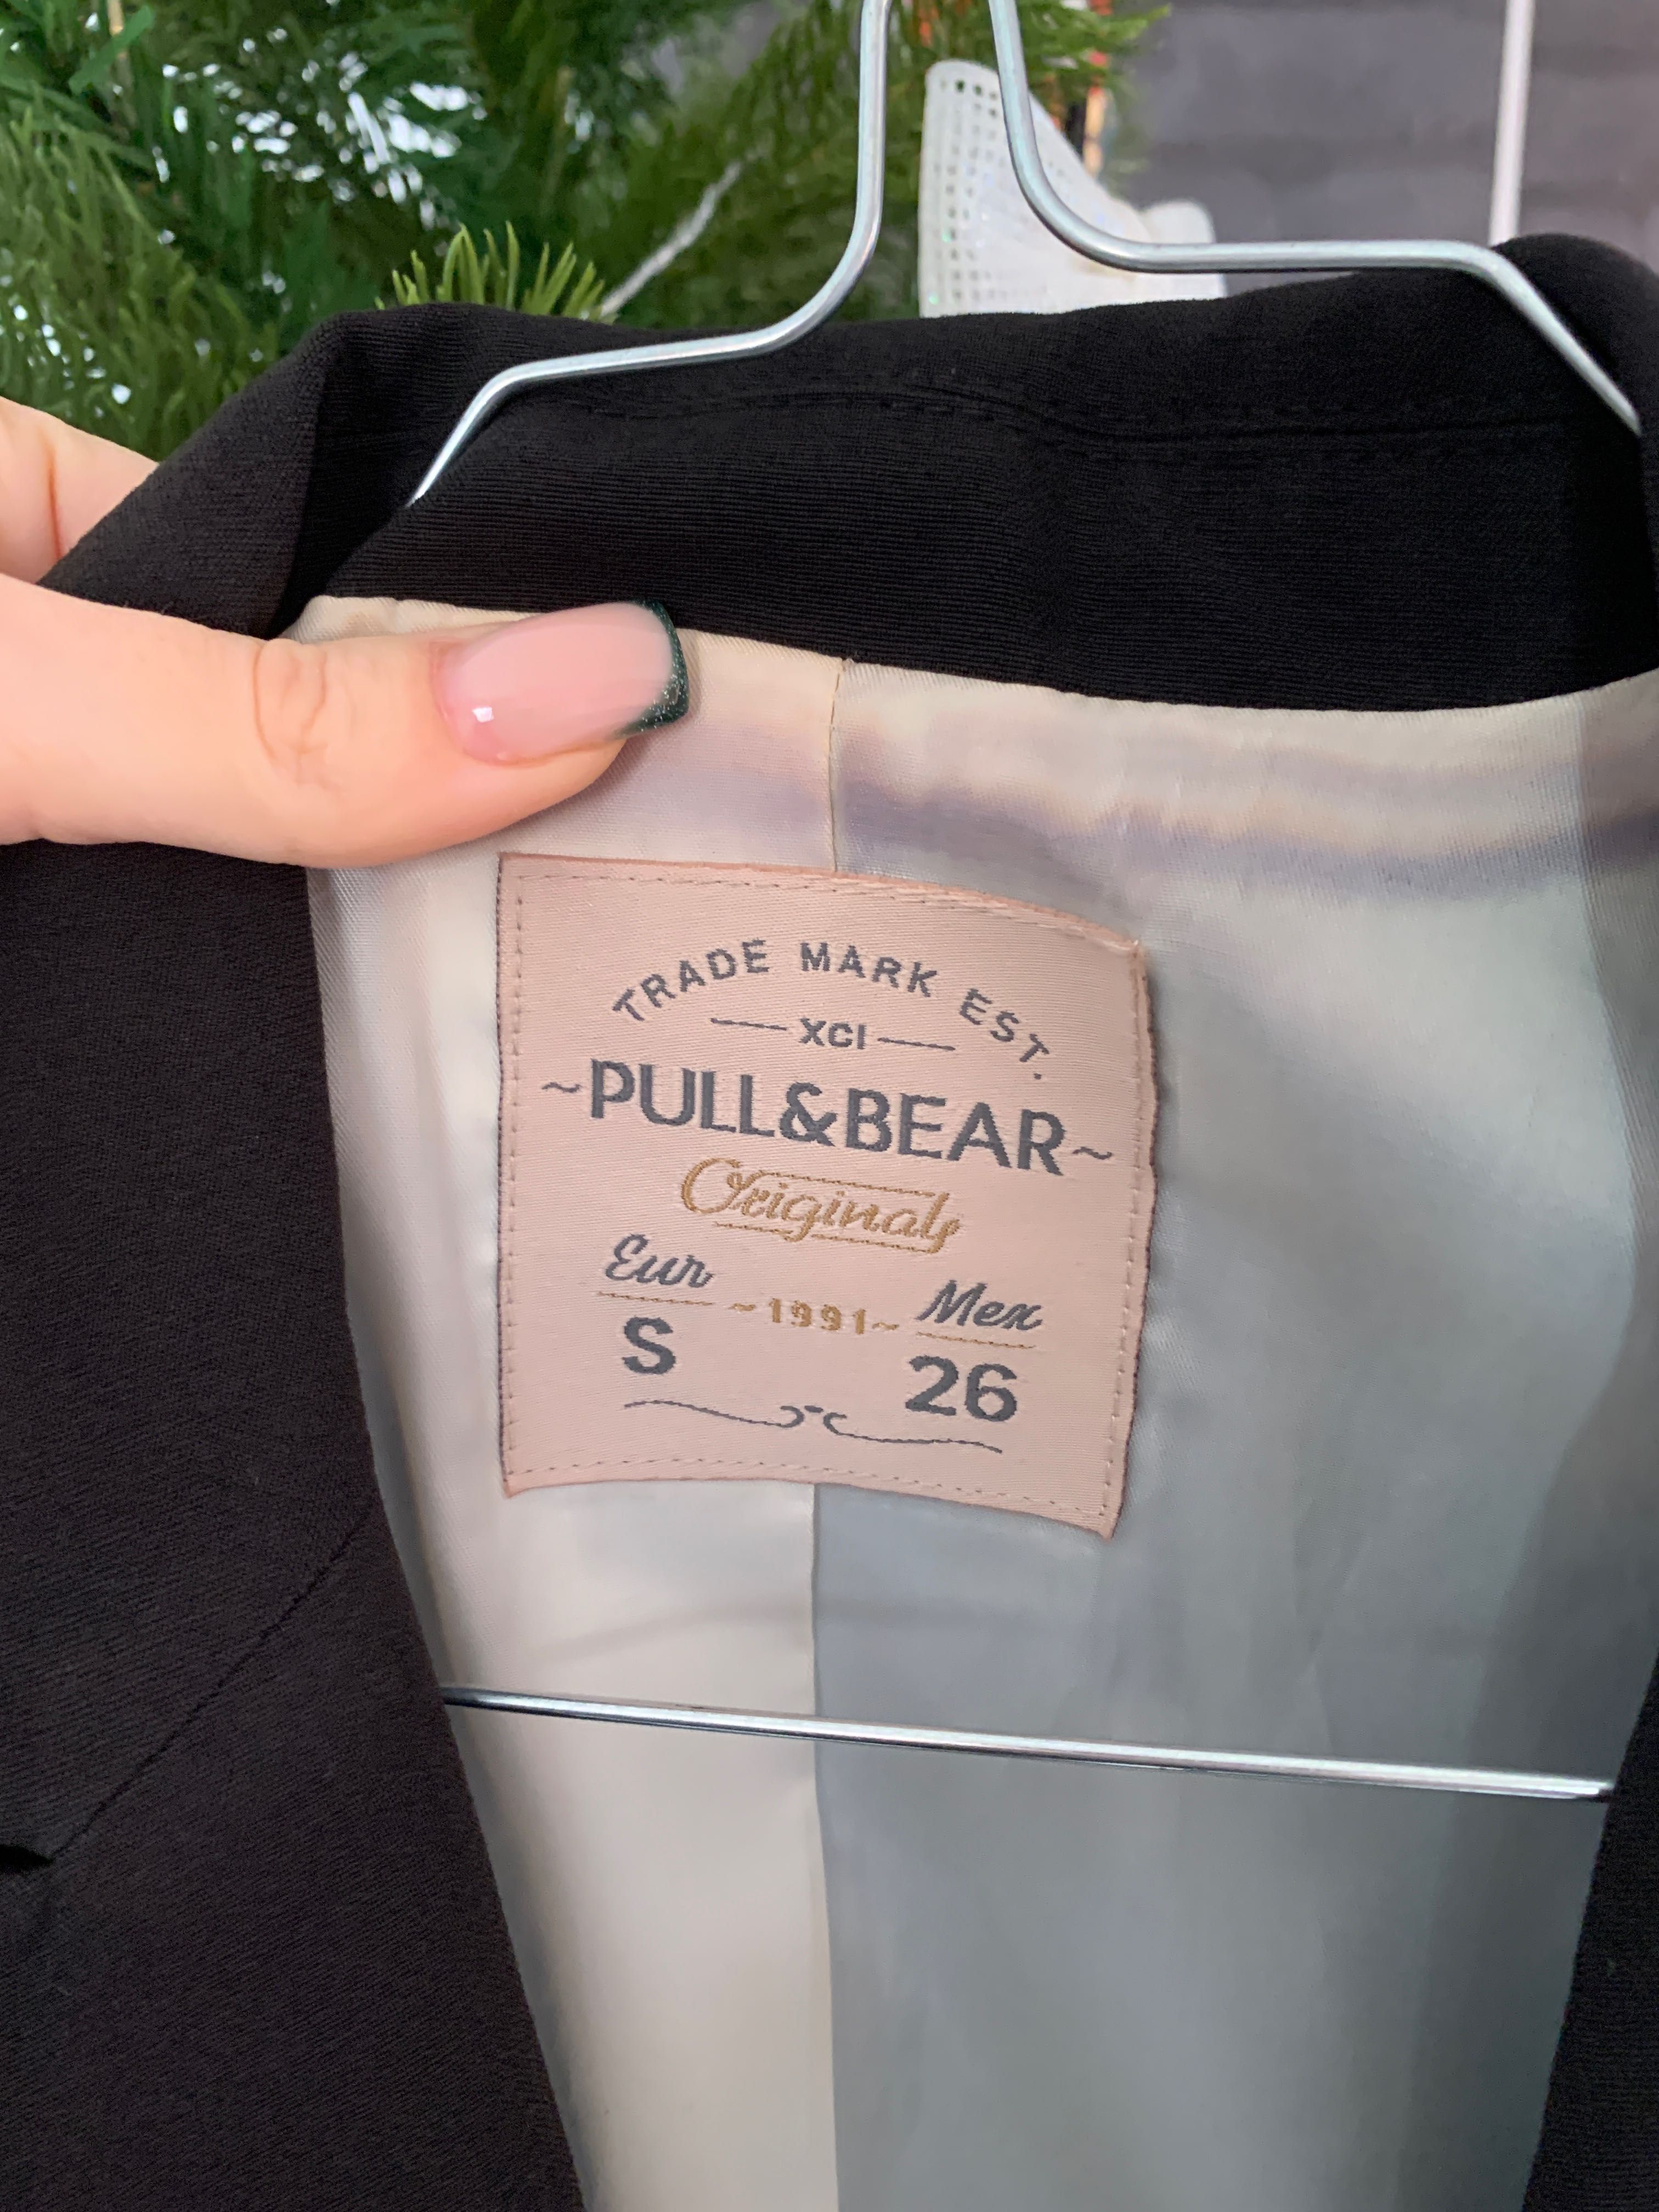 TRADE MARK EST.
XCI
~PULL&BEAR~
Originals
Eur ~1991~ Mex
S 26